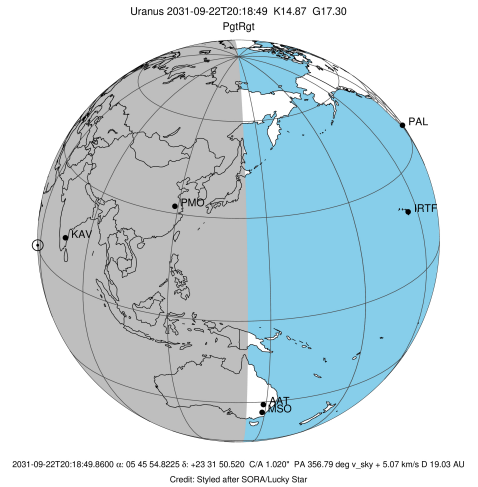 Uranus 2031-09-22T20:18:49 K14.87 G17.30
PgtRgt
PAL
IRTF
PMO
KAV
AAT
MSO
2031-09-22T20:18:49.8600 α: 05 45 54.8225 δ: +23 31 50.520 C/A 1.020" PA 356.79 deg v_sky + 5.07 km/s D 19.03 AU
Credit: Styled after SORA/Lucky Star